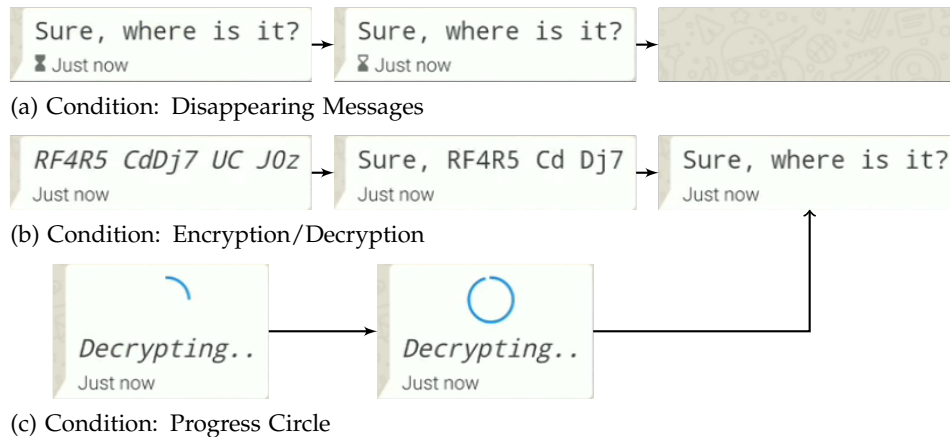 Sure, where is it? Sure, where is it?
Just now Just now
(a) Condition: Disappearing Messages
RF4R5 CdDj7 UC J0z Sure, RF4R5 Cd Dj7 Sure, where is it?
Just now Just now Just now
(b) Condition: Encryption/Decryption
Decrypting.. Decrypting..
Just now Just now
(c) Condition: Progress Circle